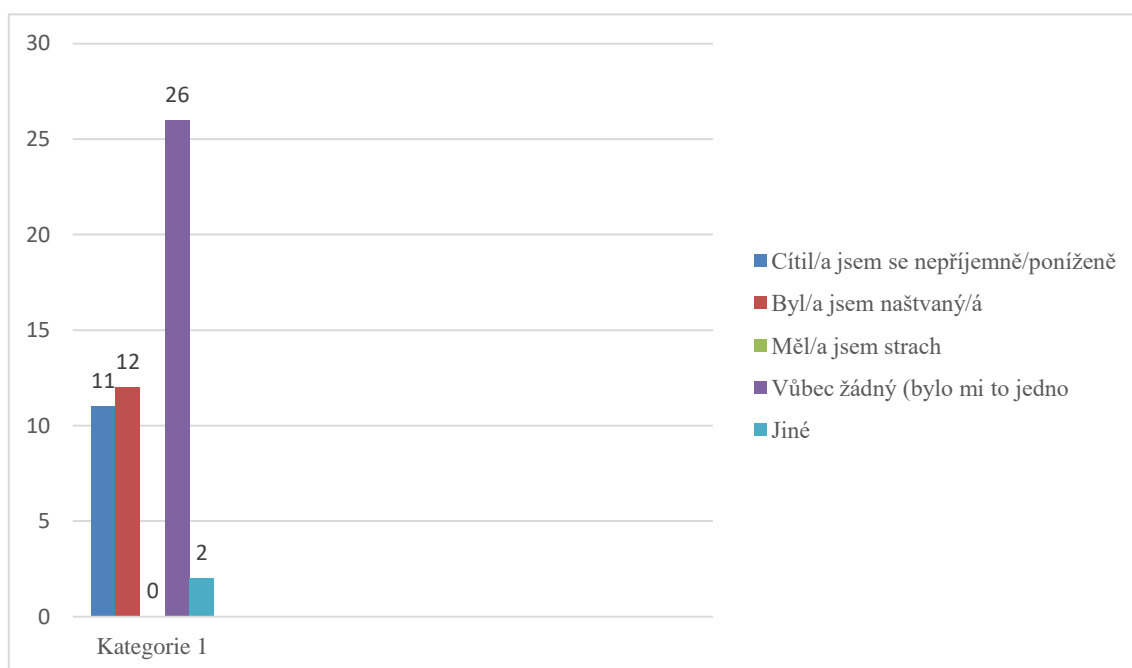 30
26
25
20
15
12
11
10
5
2
0
0
Kategorie 1
Cítil/a jsem se nepříjemně/poníženě
Byl/a jsem naštvaný/á
Měl/a jsem strach
Vůbec žádný (bylo mi to jedno
Jiné